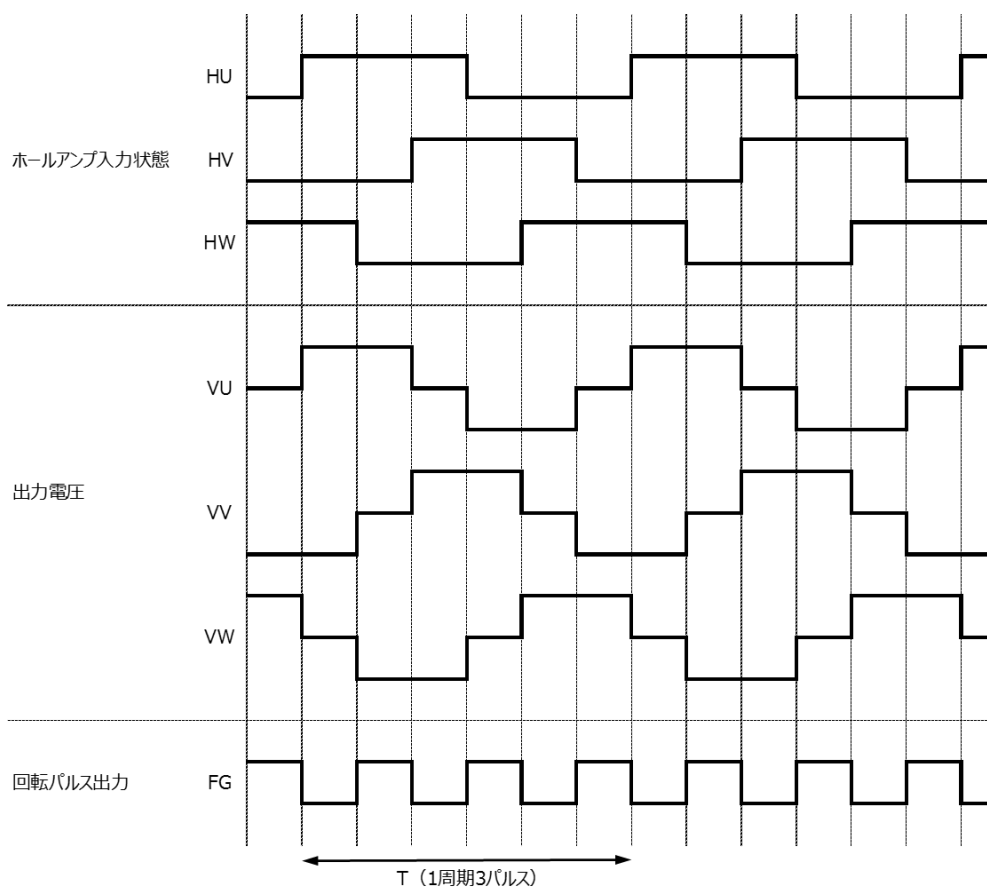 HU
ホールアンプ入力状態 HV
HW
VU
出力電圧
VV
VW
回転パルス出力 FG
T（1周期3パルス）